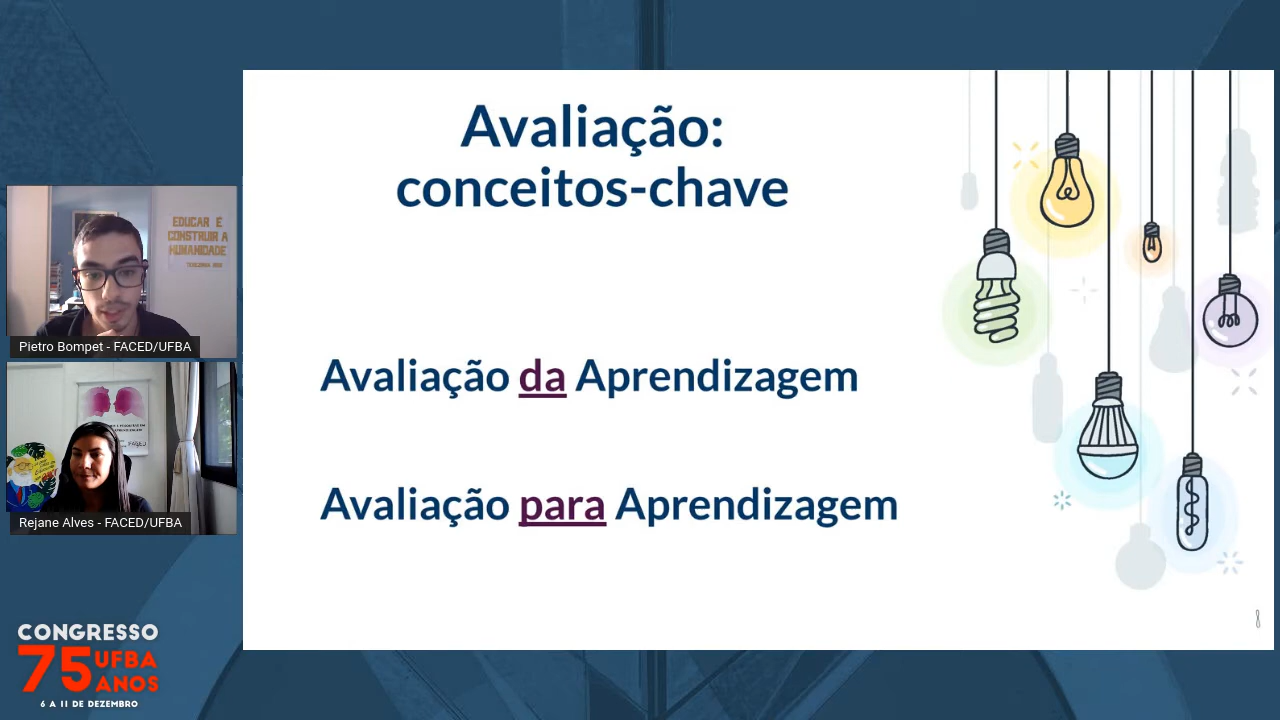 Avaliação:
conceitos-chave
Avaliação da Aprendizagem
Avaliação para Aprendizagem
8
EDUCAR É
CONSTRUIR A
HUMANIDADE
Pietro Bompet - FACED/UFBA
Rejane Alves - FACED/UFBA
CONGRESSO
75 UFBA
ANOS
6 A 11 DE DEZEMBRO